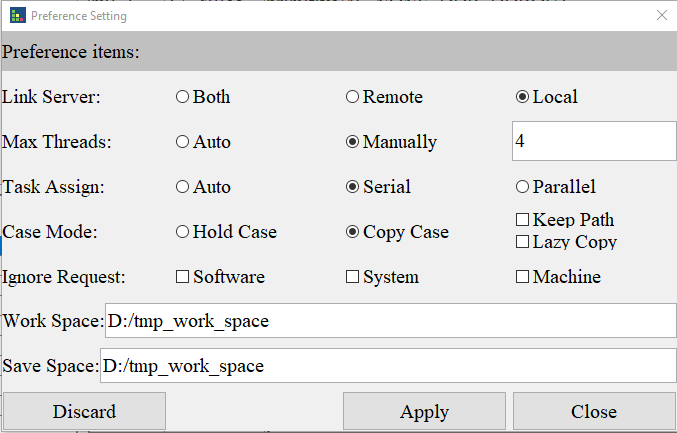 Preference Setting
Preference items:
Link Server: Both Remote Local
Max Threads: Auto Manually 4
Task Assign: Auto Serial Parallel
Case Mode: Hold Case Copy Case Keep Path
Lazy Copy
Ignore Request: Software System Machine
Work Space: D:/tmp_work_space
Save Space: D:/tmp_work_space
Discard Apply Close